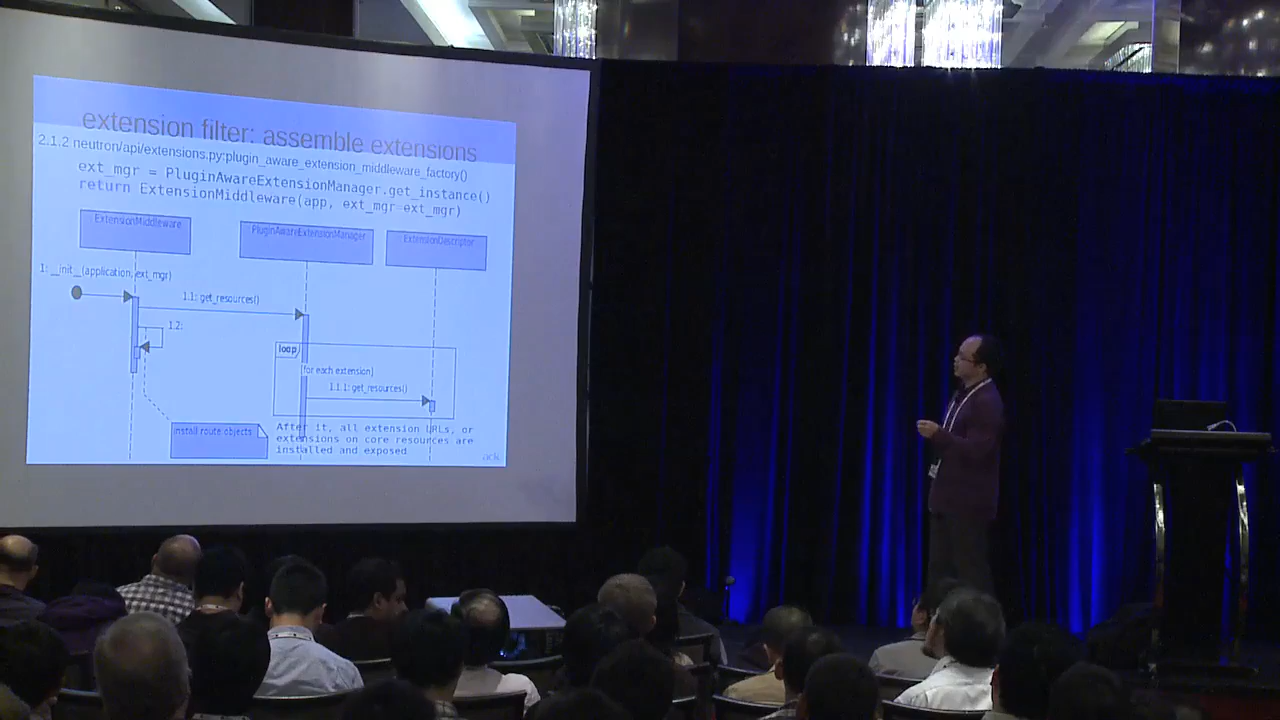 extension filter: assemble extensions
2.1.2 neutron/api/extensions.py:plugin_aware_extension_middleware_factory()
ext_mgr = PluginAwareExtensionManager.get_instance()
return ExtensionMiddleware(app, ext_mgr=ext_mgr)
ExtensionMiddleware
PluginAwareExtensionManager
ExtensionDescriptor
1: __init__(application, ext_mgr)
1.1: get_resources()
1.2:
loop
for each extension)
1.1.1: get_resources()
install route objects
After it, all extension URLs, or
extensions on core resources are
installed and exposed